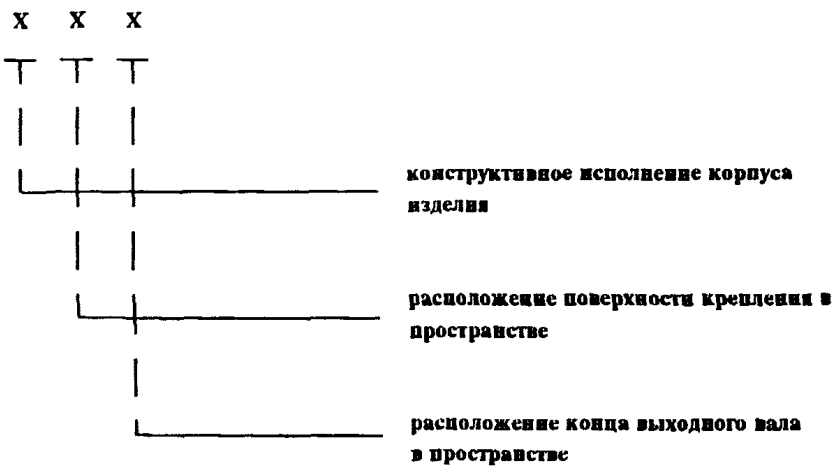 X X X
конструктивное исполнение корпуса
изделия
расположение поверхности крепления в
пространстве
расположение конца выходного вала
в пространстве